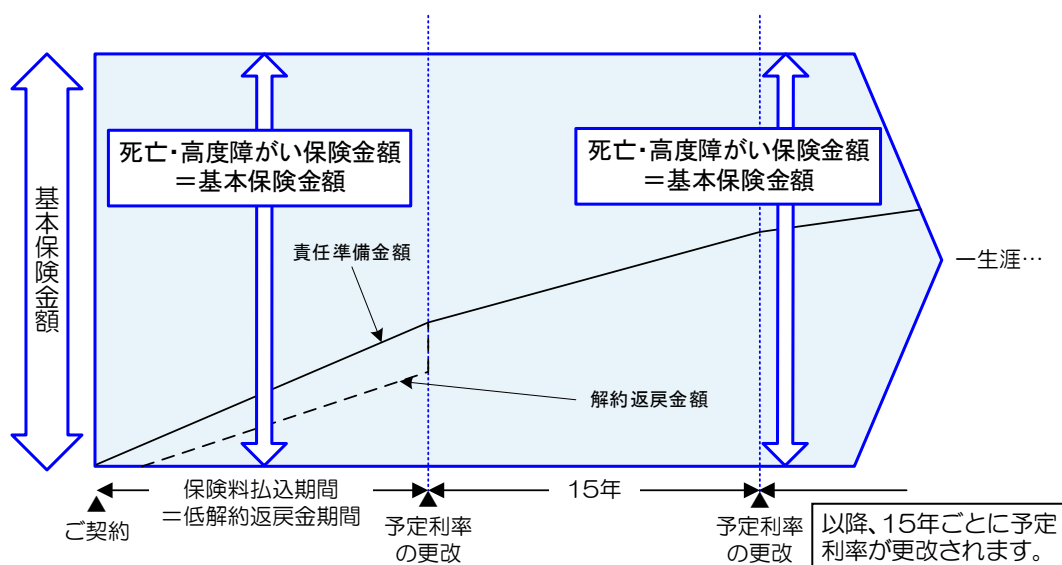 死亡・高度障がい保険金額
＝基本保険金額
死亡・高度障がい保険金額
＝基本保険金額
基本保険金額
責任準備金額
一生涯…
解約返戻金額
保険料払込期間
＝低解約返戻金期間
15年
ご契約
予定利率
の更改
予定利率
の更改
以降、15年ごとに予定
利率が更改されます。